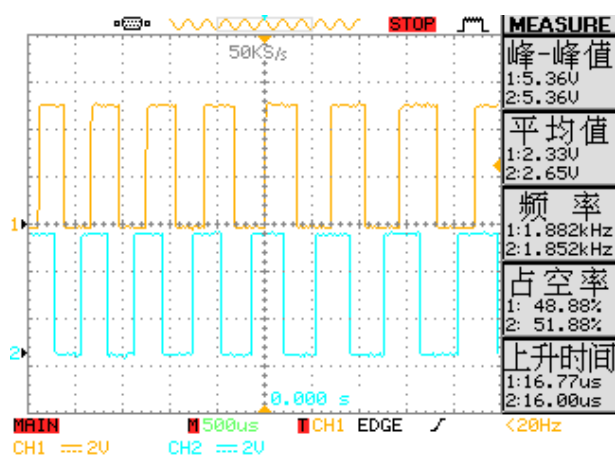 STOP
MEASURE
50KS/s
峰-峰值
1:5.36V
2:5.36V
平均值
1:2.33V
2:2.65V
频 率
1:1.882kHz
2:1.852kHz
占空率
1: 48.88%
2: 51.88%
上升时间
1:16.77us
2:16.00us
1
2
0.000 s
MAIN
M 500us
T CH1 EDGE
<20Hz
CH1 2V
CH2 2V